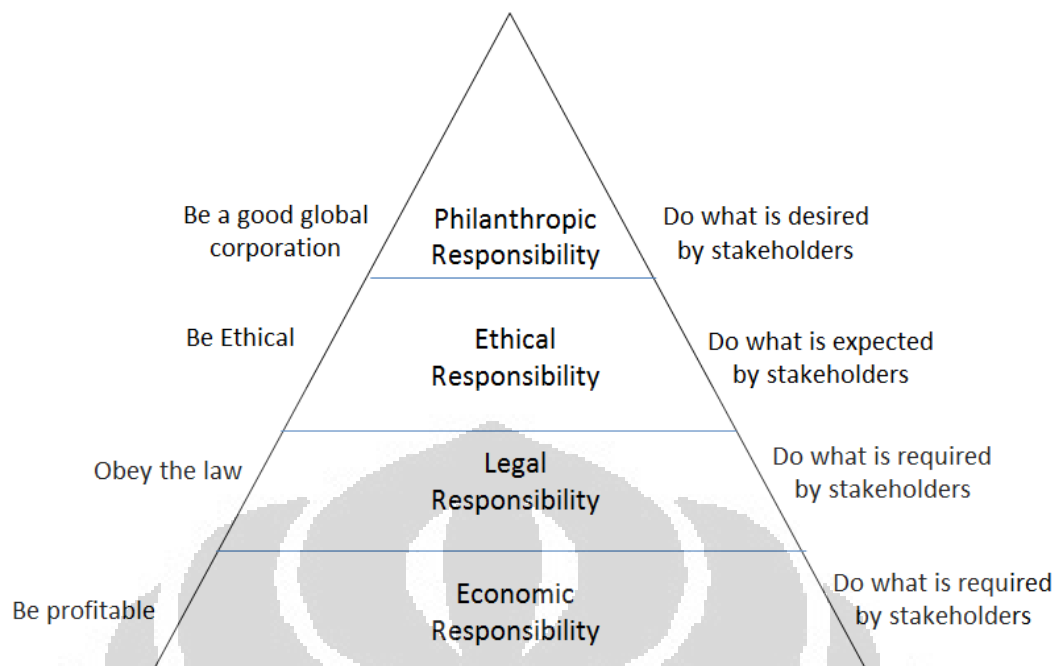 Be a good global
corporation
Philanthropic
Responsibility
Do what is desired
by stakeholders
Be Ethical
Ethical
Responsibility
Do what is expected
by stakeholders
Obey the law
Legal
Responsibility
Do what is required
by stakeholders
Be profitable
Economic
Responsibility
Do what is required
by stakeholders